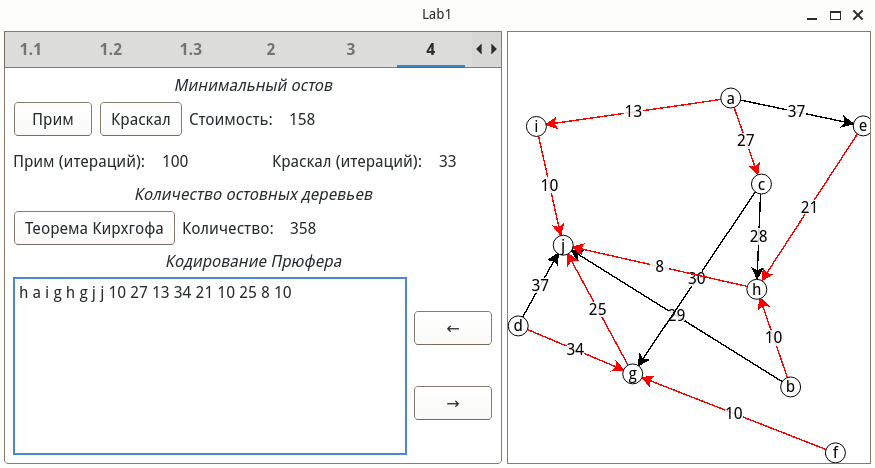 Lab1
1.1 1.2 1.3 2 3 4
Минимальный остов
Прим Краскал Стоимость: 158
Прим (итераций): 100 Краскал (итераций): 33
Количество остовных деревьев
Теорема Кирхгофа Количество: 358
Кодирование Прюфера
h a i g h g j j 10 27 13 34 21 10 25 8 10
←
→
a
37
13
i
e
27
c
10
21
28
j
8
30
h
37
25
29
d
10
34
g
b
10
f